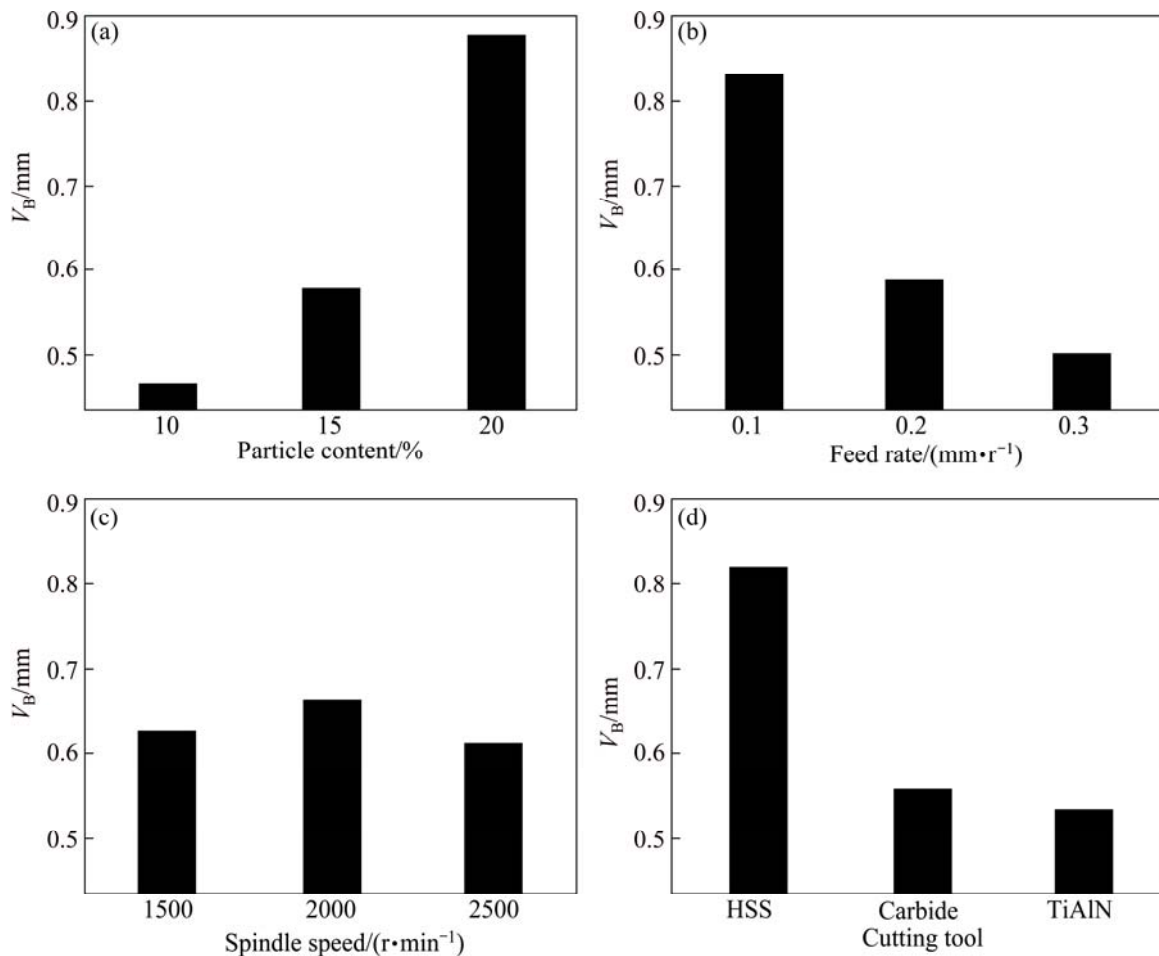 (a)
0.9
0.8
0.7
0.6
0.5
V_B/mm
10 15 20
Particle content/%
(b)
0.9
0.8
0.7
0.6
0.5
V_B/mm
0.1 0.2 0.3
Feed rate/(mm•r⁻¹)
(c)
0.9
0.8
0.7
0.6
0.5
V_B/mm
1500 2000 2500
Spindle speed/(r•min⁻¹)
(d)
0.9
0.8
0.7
0.6
0.5
V_B/mm
HSS Carbide TiAlN
Cutting tool